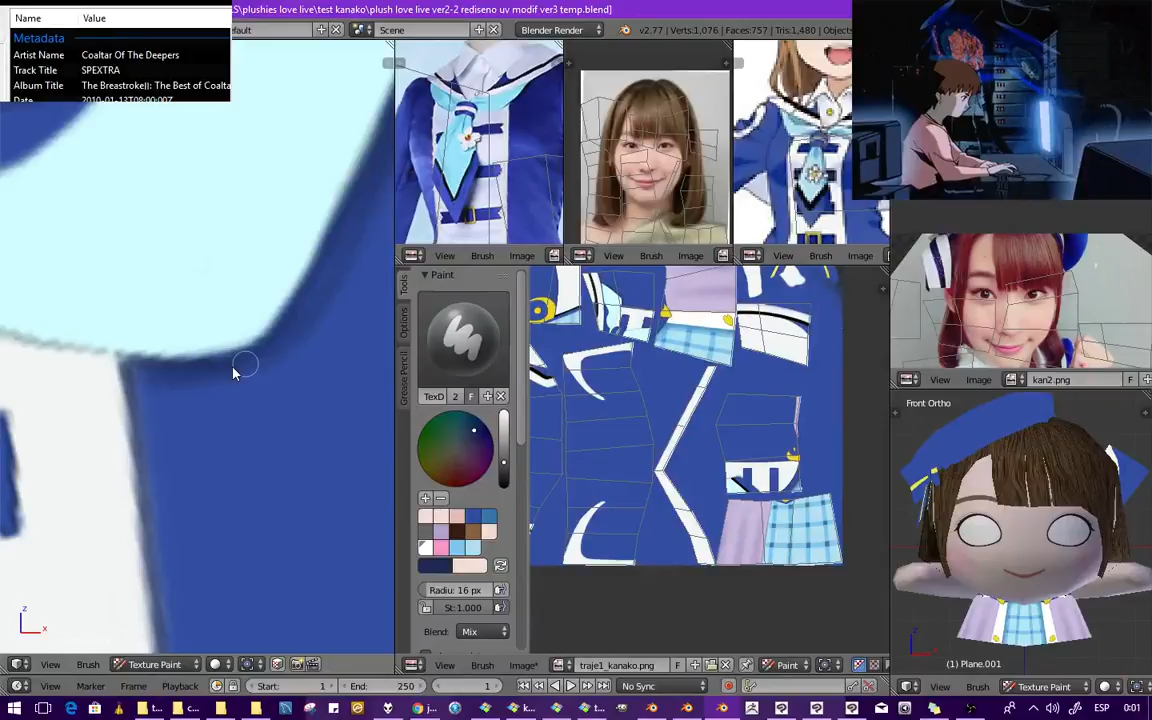 S\plushies love live\test kanako\plush love live ver2-2 rediseno uv modif ver3 temp.blend]
Name Value
Metadata
Artist Name Coaltar Of The Deepers
Track Title SPEXTRA
Album Title The Breastroke||: The Best of Coalta
Date 2010-01-13T08:00:00Z
efault
Scene
Blender Render
v2.77 | Verts:1,076 | Faces:757 | Tris:1,480 | Objects
View Brush Image
View Brush Image
View Brush Image
Tools
Options
Grease Pencil
Paint
TexD 2 F
Radiu: 16 px
St:1.000
Blend: Mix
View Image kan2.png F
Front Ortho
(1) Plane.001
z
x
View Brush Texture Paint
View Brush Image* traje1_kanako.png F Paint
View Brush Texture Paint
View Marker Frame Playback Start: 1 End: 250 1 No Sync
t... c... j... k... t...
ESP 0:01